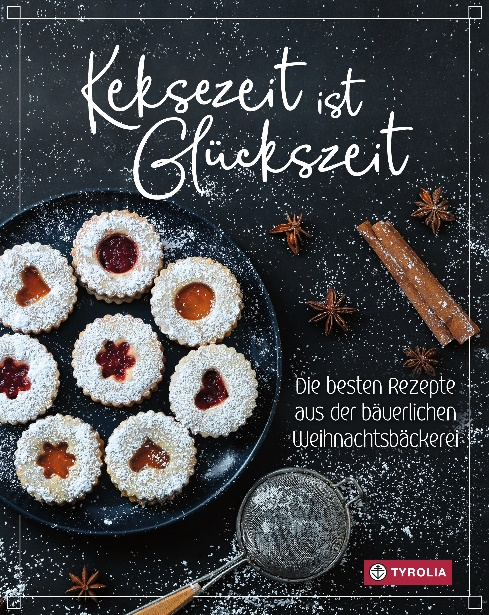 Keksezeit ist
Glückszeit
Die besten Rezepte
aus der bäuerlichen
Weihnachtsbäckerei
TYROLIA